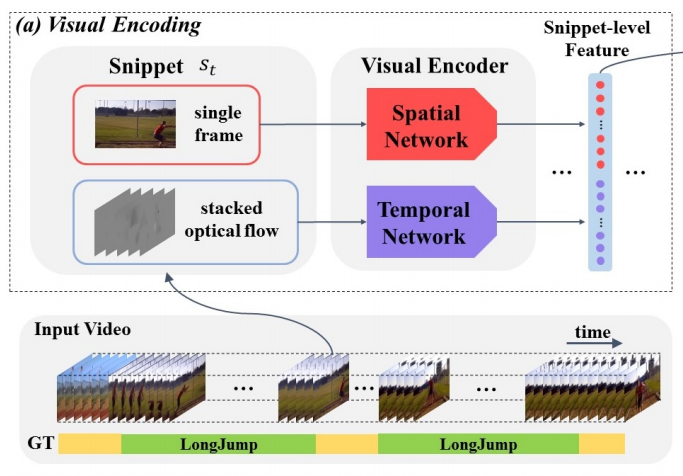 (a) Visual Encoding
Snippet s_t
Visual Encoder
Snippet-level
Feature
single
frame
Spatial
Network
stacked
optical flow
Temporal
Network
...
...
Input Video
time
...
...
...
GT
LongJump
LongJump